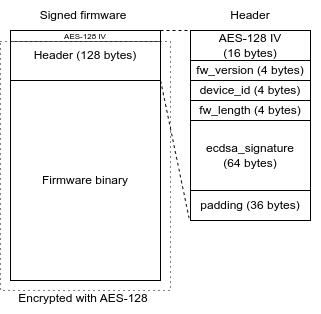 Signed firmware
AES-128 IV
Header (128 bytes)
Firmware binary
Encrypted with AES-128
Header
AES-128 IV
(16 bytes)
fw_version (4 bytes)
device_id (4 bytes)
fw_length (4 bytes)
ecdsa_signature
(64 bytes)
padding (36 bytes)